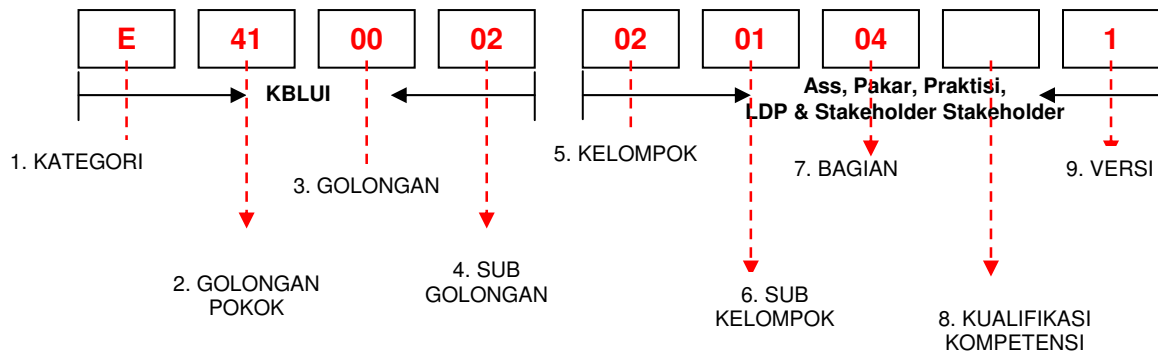 E 41 00 02 02 01 04 1
KBLUI
Ass, Pakar, Praktisi,
LDP & Stakeholder Stakeholder
1. KATEGORI
5. KELOMPOK
7. BAGIAN
9. VERSI
3. GOLONGAN
2. GOLONGAN
POKOK
4. SUB
GOLONGAN
6. SUB
KELOMPOK
8. KUALIFIKASI
KOMPETENSI